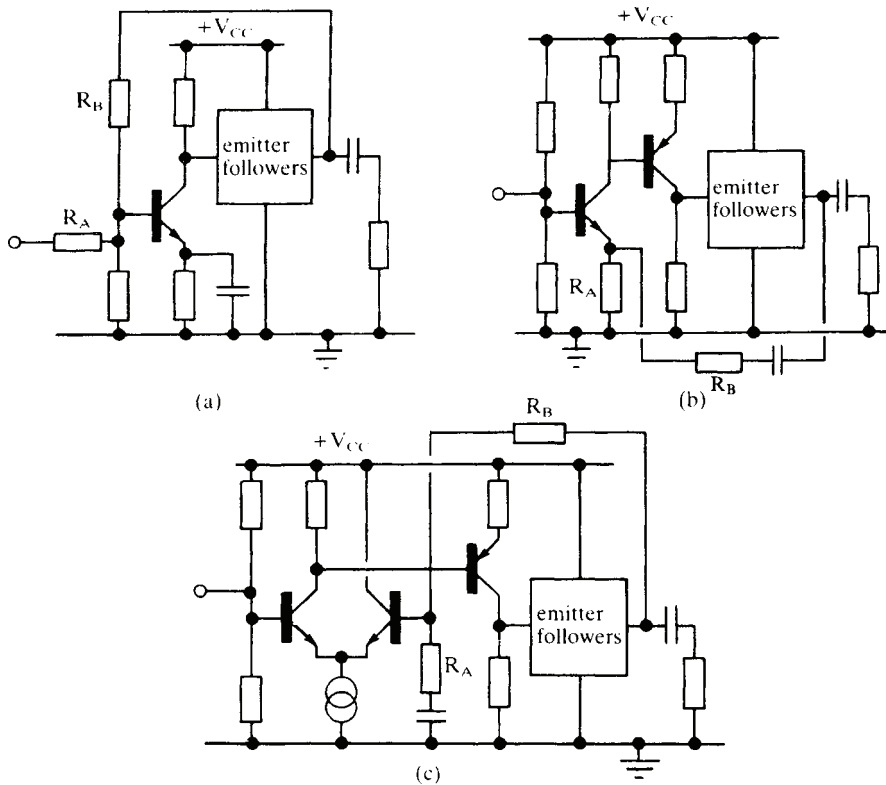 +VCC
RB
emitter
followers
RA
(a)
+VCC
emitter
followers
RA
RB
(b)
RB
+VCC
emitter
followers
RA
(c)